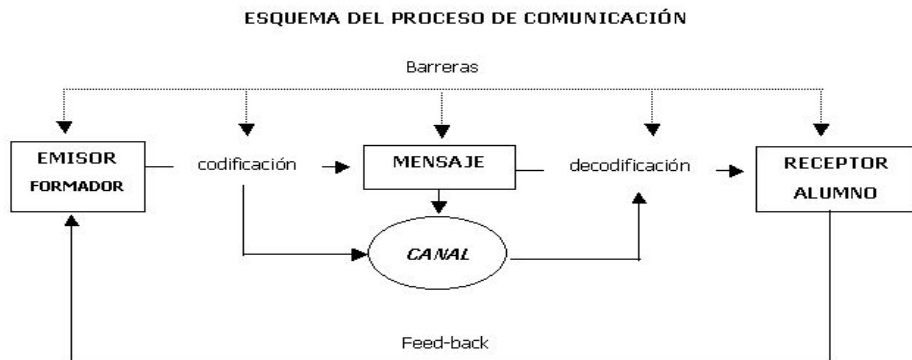 ESQUEMA DEL PROCESO DE COMUNICACIÓN
Barreras
EMISOR
FORMADOR
codificación
MENSAJE
decodificación
RECEPTOR
ALUMNO
CANAL
Feed-back